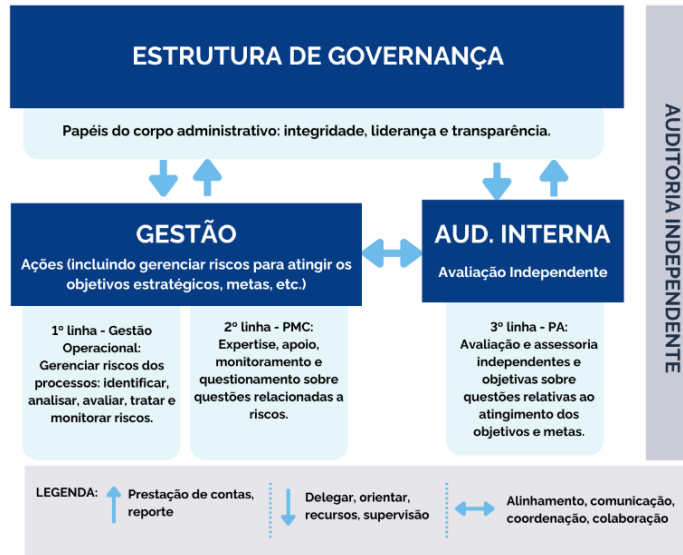 ESTRUTURA DE GOVERNANÇA
Papéis do corpo administrativo: integridade, liderança e transparência.
GESTÃO
Ações (incluindo gerenciar riscos para atingir os
objetivos estratégicos, metas, etc.)
AUD. INTERNA
Avaliação Independente
1º linha - Gestão
Operacional:
Gerenciar riscos dos
processos: identificar,
analisar, avaliar, tratar e
monitorar riscos.
2º linha - PMC:
Expertise, apoio,
monitoramento e
questionamento sobre
questões relacionadas a
riscos.
3º linha - PA:
Avaliação e assessoria
independentes e
objetivas sobre
questões relativas ao
atingimento dos
objetivos e metas.
AUDITORIA INDEPENDENTE
LEGENDA:
Prestação de contas,
reporte
Delegar, orientar,
recursos, supervisão
Alinhamento, comunicação,
coordenação, colaboração